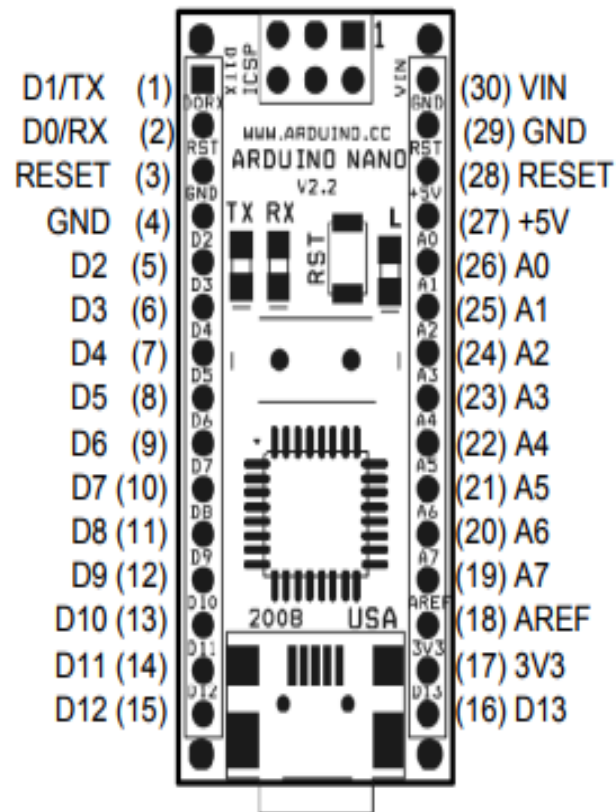 D1/TX (1)
D0/RX (2)
RESET (3)
GND (4)
D2 (5)
D3 (6)
D4 (7)
D5 (8)
D6 (9)
D7 (10)
D8 (11)
D9 (12)
D10 (13)
D11 (14)
D12 (15)
D1TX
ICSP
1
VIN
D0RX
RST
GND
D2
D3
D4
D5
D6
D7
D8
D9
D10
D11
D12
WWW.ARDUINO.CC
ARDUINO NANO
V2.2
TX RX
RST
L
2008 USA
GND
RST
+5V
A0
A1
A2
A3
A4
A5
A6
A7
AREF
3V3
D13
(30) VIN
(29) GND
(28) RESET
(27) +5V
(26) A0
(25) A1
(24) A2
(23) A3
(22) A4
(21) A5
(20) A6
(19) A7
(18) AREF
(17) 3V3
(16) D13